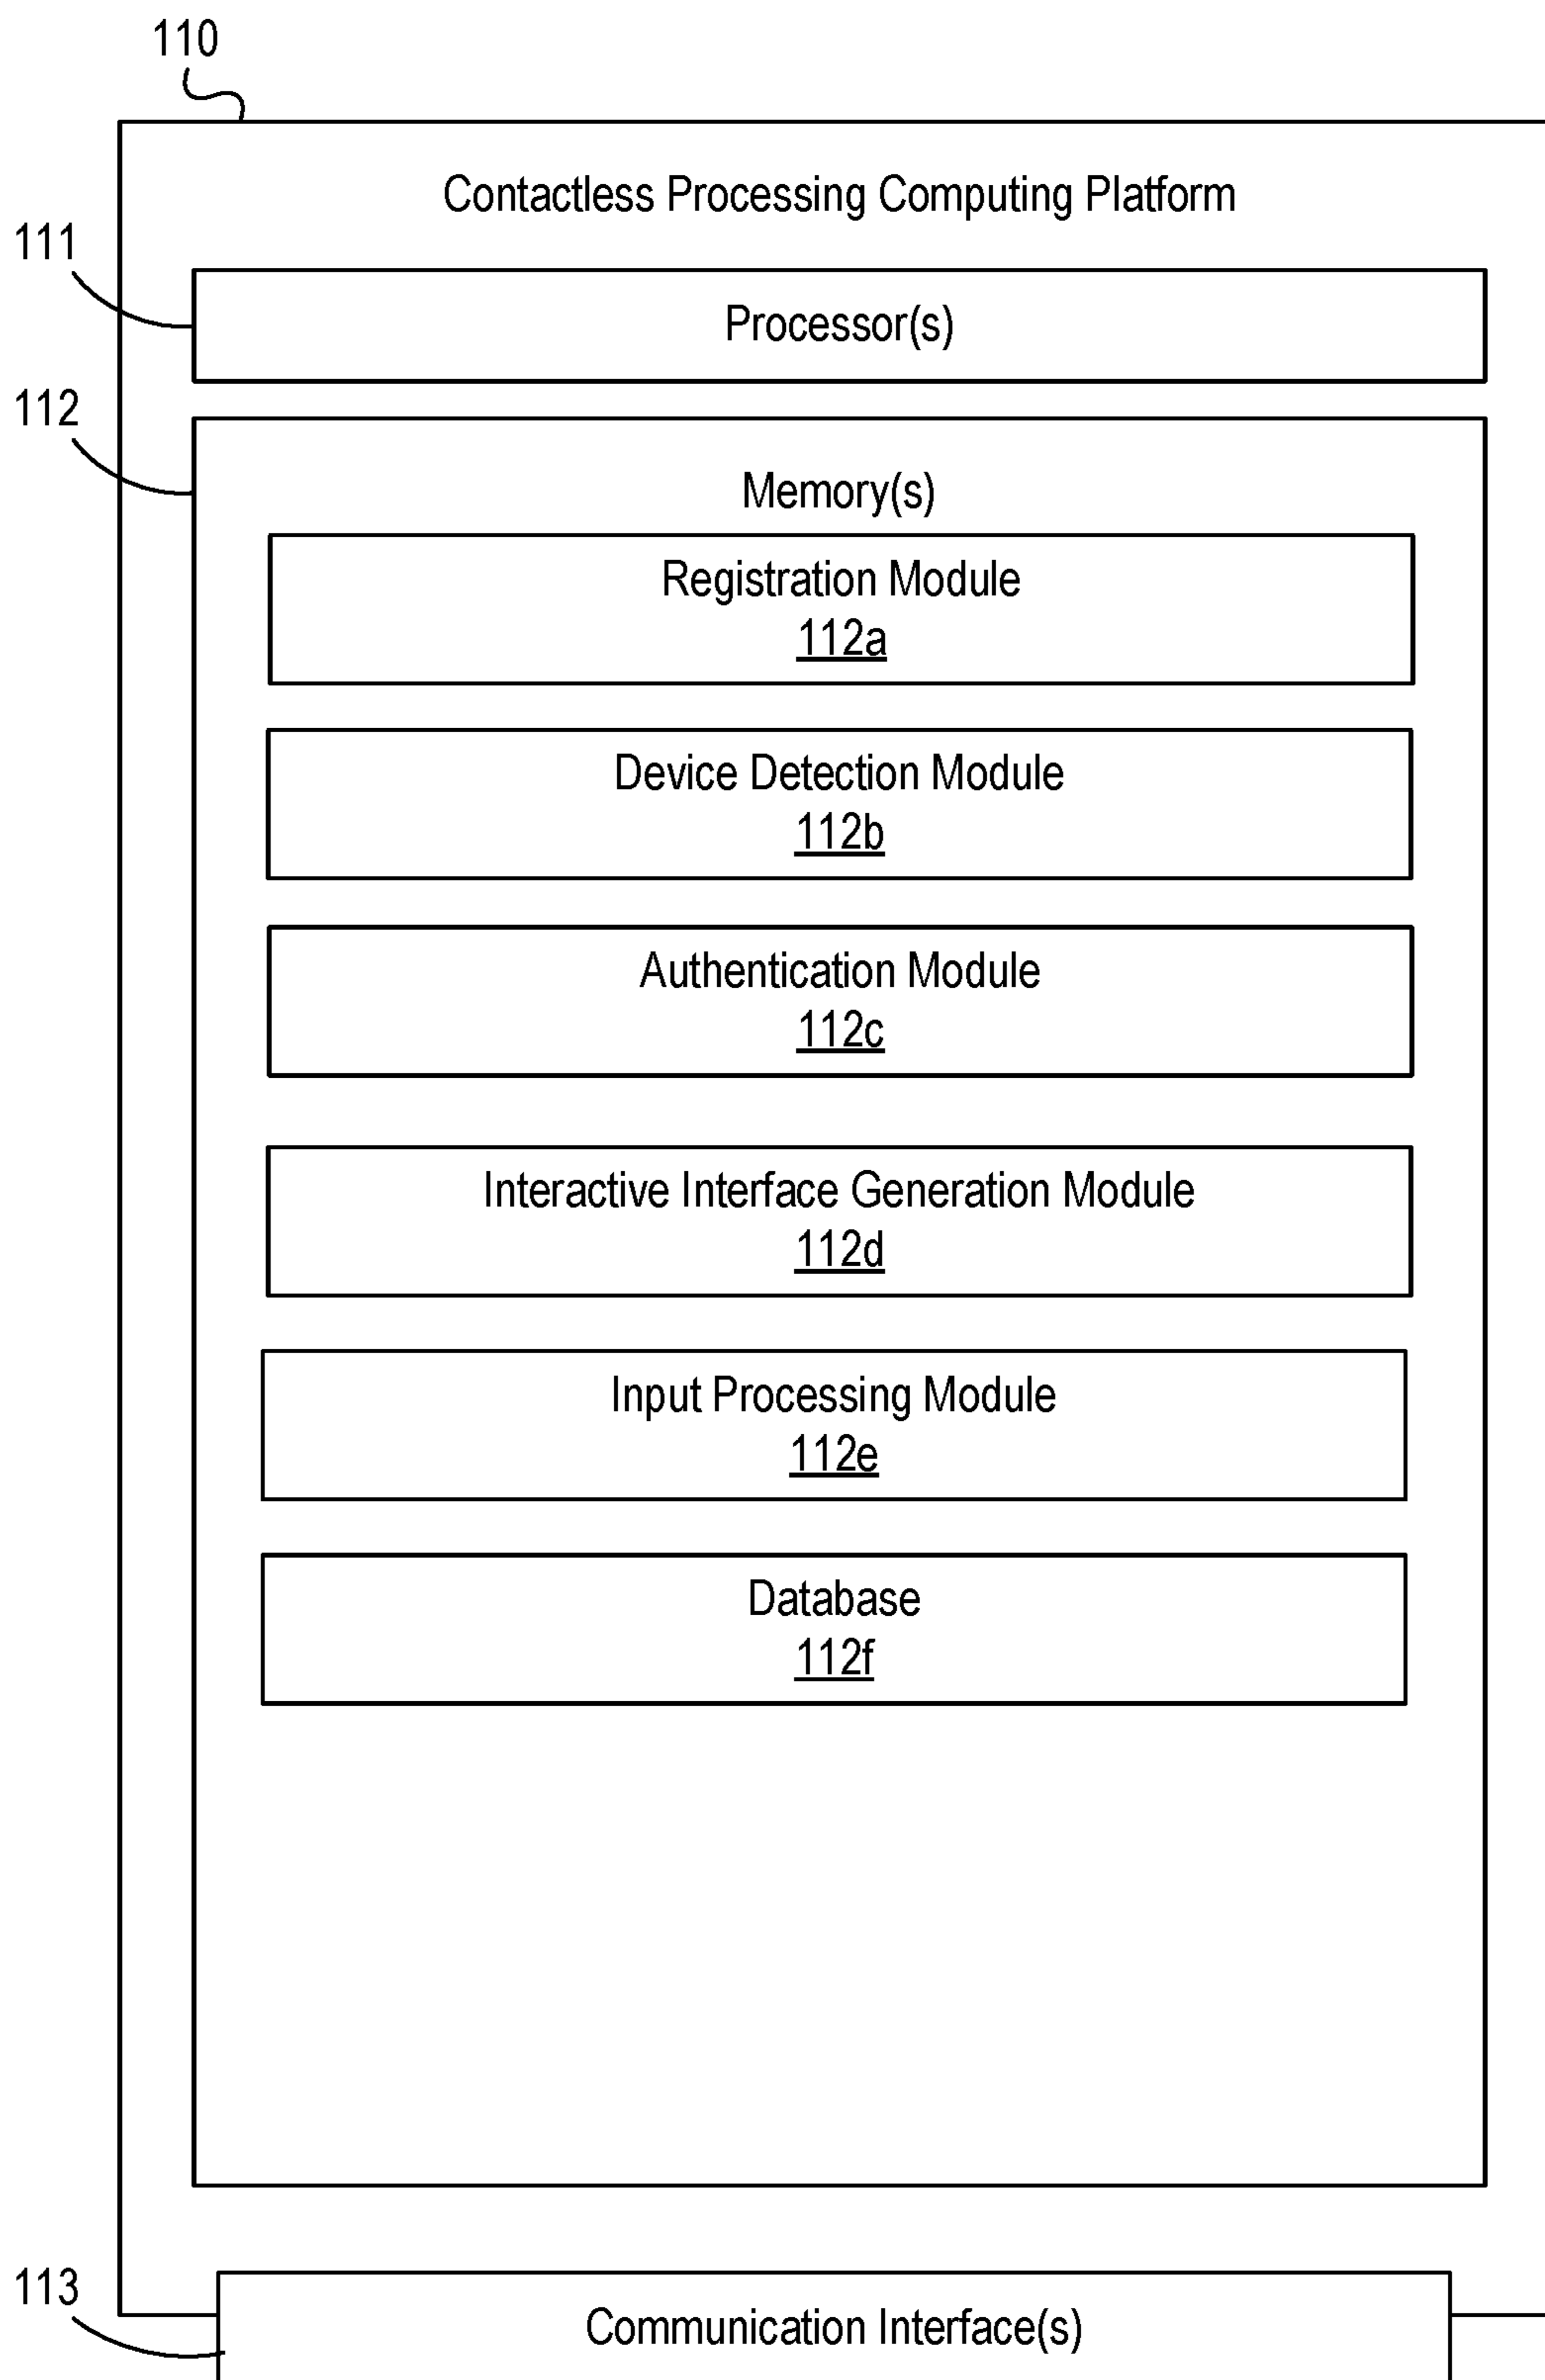 110
Contactless Processing Computing Platform
111
Processor(s)
112
Memory(s)
Registration Module
112a
Device Detection Module
112b
Authentication Module
112c
Interactive Interface Generation Module
112d
Input Processing Module
112e
Database
112f
113
Communication Interface(s)